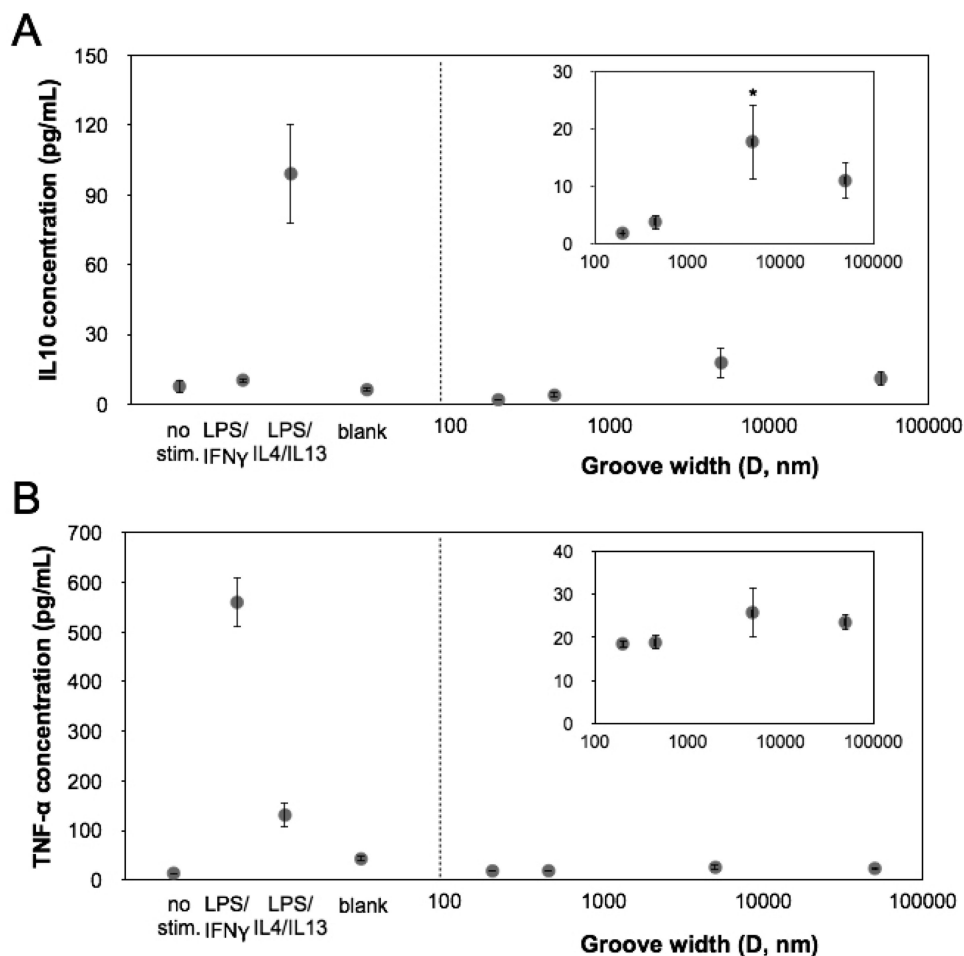 A
IL10 concentration (pg/mL)
150
120
90
60
30
0
30
20
10
0
*
100 1000 10000 100000
no stim.
LPS/ IFNγ
LPS/ IL4/IL13
blank
100 1000 10000 100000
Groove width (D, nm)
B
TNF-α concentration (pg/mL)
700
600
500
400
300
200
100
0
40
30
20
10
0
100 1000 10000 100000
no stim.
LPS/ IFNγ
LPS/ IL4/IL13
blank
100 1000 10000 100000
Groove width (D, nm)